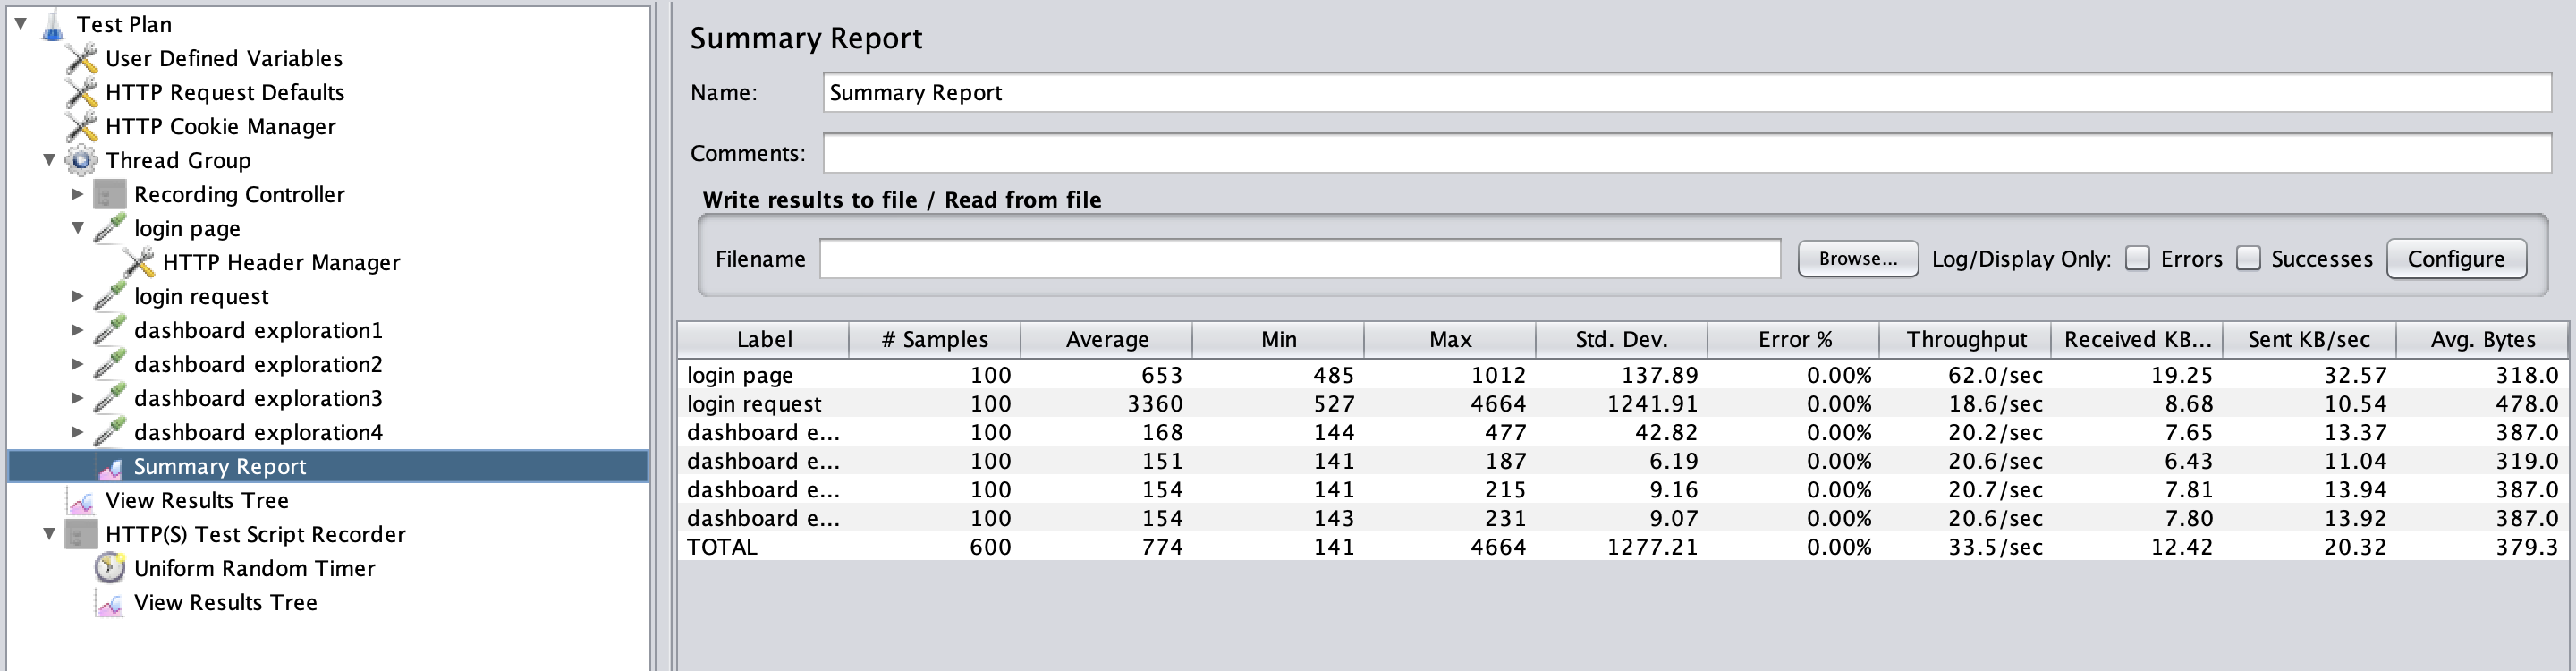 Test Plan
User Defined Variables
HTTP Request Defaults
HTTP Cookie Manager
Thread Group
Recording Controller
login page
HTTP Header Manager
login request
dashboard exploration1
dashboard exploration2
dashboard exploration3
dashboard exploration4
Summary Report
View Results Tree
HTTP(S) Test Script Recorder
Uniform Random Timer
View Results Tree
Summary Report
Name: Summary Report
Comments:
Write results to file / Read from file
Filename Browse... Log/Display Only: Errors Successes Configure
Label # Samples Average Min Max Std. Dev. Error % Throughput Received KB... Sent KB/sec Avg. Bytes
login page 100 653 485 1012 137.89 0.00% 62.0/sec 19.25 32.57 318.0
login request 100 3360 527 4664 1241.91 0.00% 18.6/sec 8.68 10.54 478.0
dashboard e... 100 168 144 477 42.82 0.00% 20.2/sec 7.65 13.37 387.0
dashboard e... 100 151 141 187 6.19 0.00% 20.6/sec 6.43 11.04 319.0
dashboard e... 100 154 141 215 9.16 0.00% 20.7/sec 7.81 13.94 387.0
dashboard e... 100 154 143 231 9.07 0.00% 20.6/sec 7.80 13.92 387.0
TOTAL 600 774 141 4664 1277.21 0.00% 33.5/sec 12.42 20.32 379.3